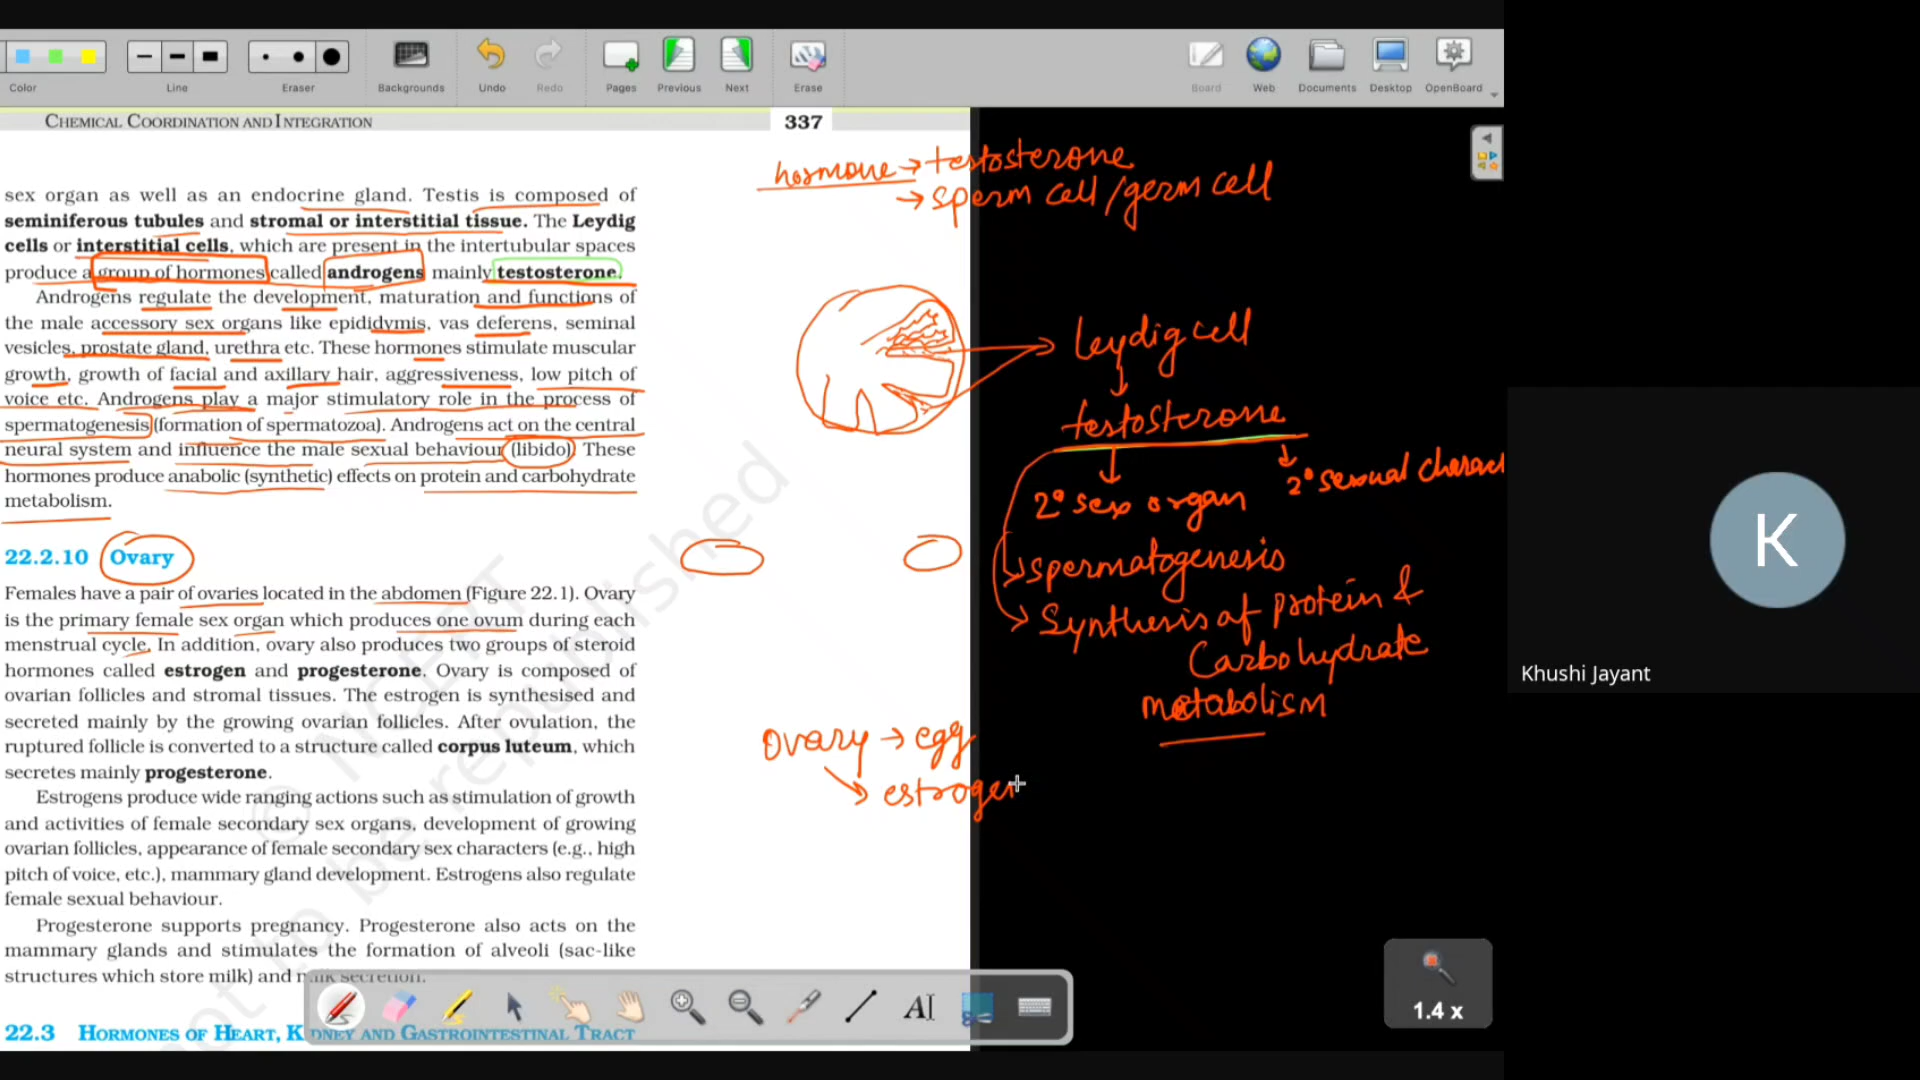 Color
Line
Eraser
Backgrounds
Undo
Redo
Pages
Previous
Next
Erase
Board
Web
Documents
Desktop
OpenBoard
CHEMICAL COORDINATION AND INTEGRATION
337
sex organ as well as an endocrine gland. Testis is composed of
seminiferous tubules and stromal or interstitial tissue. The Leydig
cells or interstitial cells, which are present in the intertubular spaces
produce a group of hormones called androgens mainly testosterone.
Androgens regulate the development, maturation and functions of
the male accessory sex organs like epididymis, vas deferens, seminal
vesicles, prostate gland, urethra etc. These hormones stimulate muscular
growth, growth of facial and axillary hair, aggressiveness, low pitch of
voice etc. Androgens play a major stimulatory role in the process of
spermatogenesis (formation of spermatozoa). Androgens act on the central
neural system and influence the male sexual behaviour (libido). These
hormones produce anabolic (synthetic) effects on protein and carbohydrate
metabolism.
22.2.10 Ovary
Females have a pair of ovaries located in the abdomen (Figure 22.1). Ovary
is the primary female sex organ which produces one ovum during each
menstrual cycle. In addition, ovary also produces two groups of steroid
hormones called estrogen and progesterone. Ovary is composed of
ovarian follicles and stromal tissues. The estrogen is synthesised and
secreted mainly by the growing ovarian follicles. After ovulation, the
ruptured follicle is converted to a structure called corpus luteum, which
secretes mainly progesterone.
Estrogens produce wide ranging actions such as stimulation of growth
and activities of female secondary sex organs, development of growing
ovarian follicles, appearance of female secondary sex characters (e.g., high
pitch of voice, etc.), mammary gland development. Estrogens also regulate
female sexual behaviour.
Progesterone supports pregnancy. Progesterone also acts on the
mammary glands and stimulates the formation of alveoli (sac-like
structures which store milk) and milk secretion.
22.3 HORMONES OF HEART, KIDNEY AND GASTROINTESTINAL TRACT
© NCERT
not to be republished
hormone → testosterone
→ sperm cell/germ cell
leydig cell
testosterone
2° sex organ
2° sexual charact
spermatogenesis
→ Synthesis of protein &
Carbohydrate
metabolism
Ovary → egg
→ estrogen
K
Khushi Jayant
1.4 x